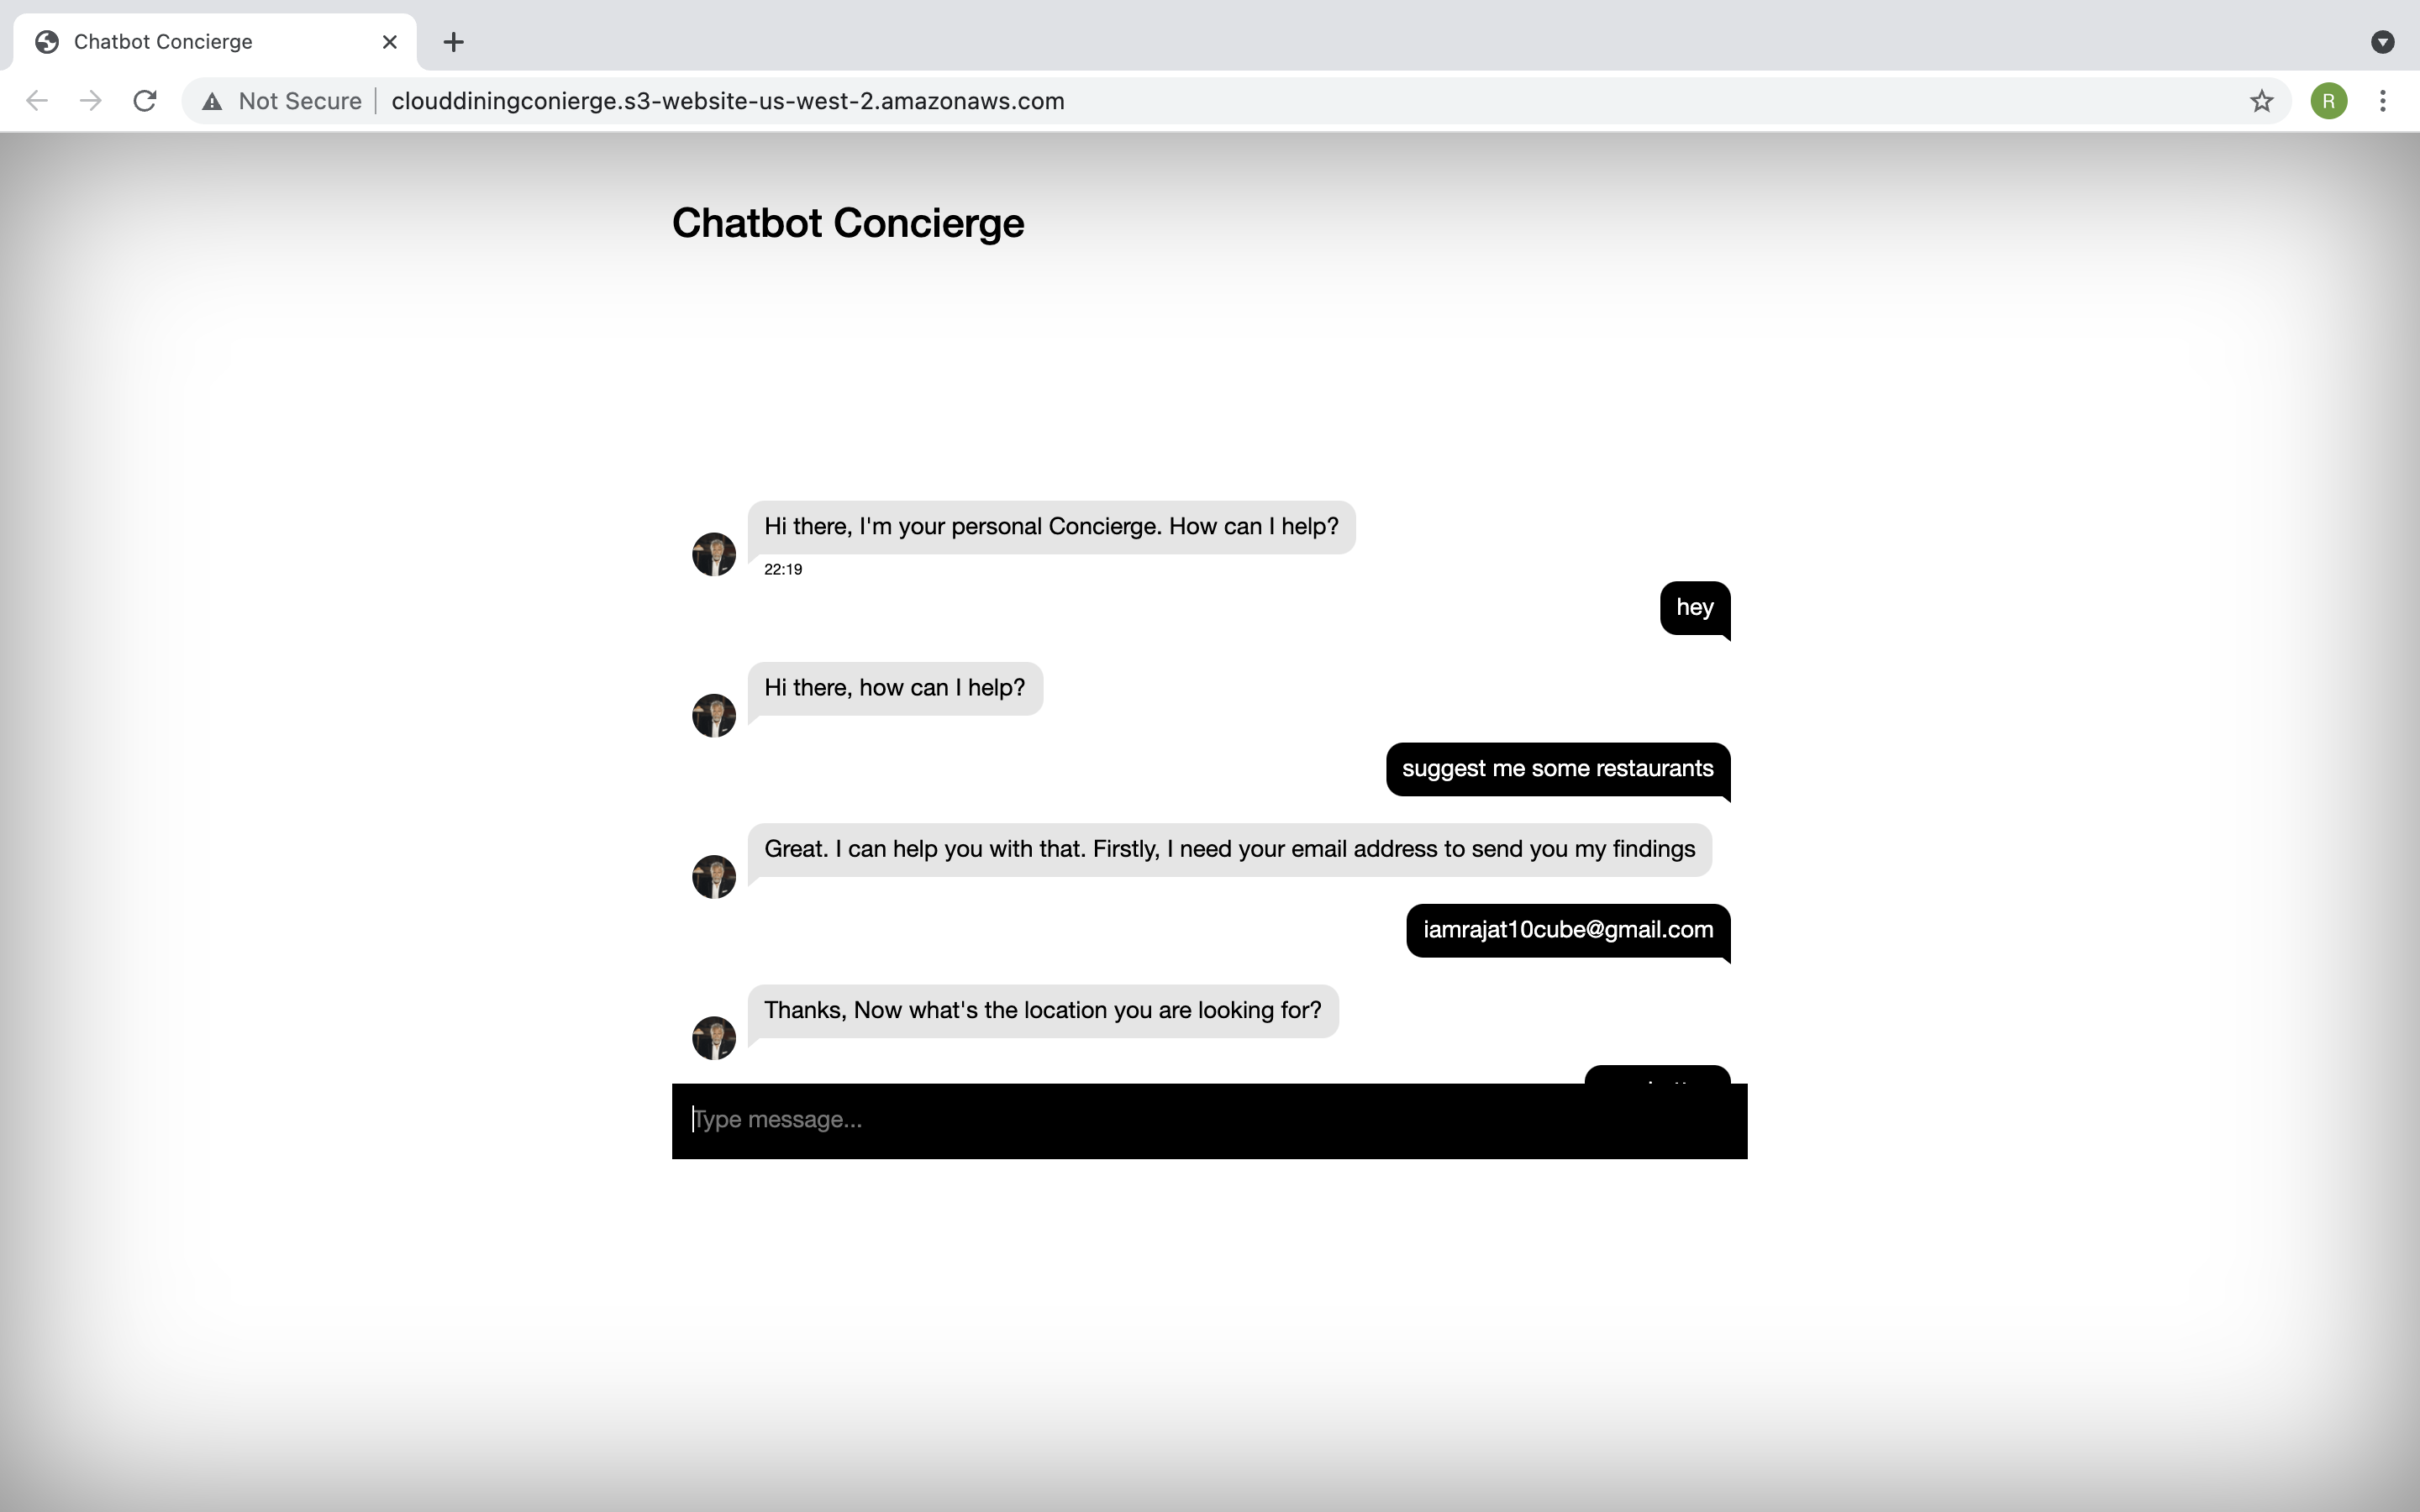 Chatbot Concierge
Not Secure clouddiningconierge.s3-website-us-west-2.amazonaws.com
R
Chatbot Concierge
Hi there, I'm your personal Concierge. How can I help?
22:19
hey
Hi there, how can I help?
suggest me some restaurants
Great. I can help you with that. Firstly, I need your email address to send you my findings
iamrajat10cube@gmail.com
Thanks, Now what's the location you are looking for?
Type message...